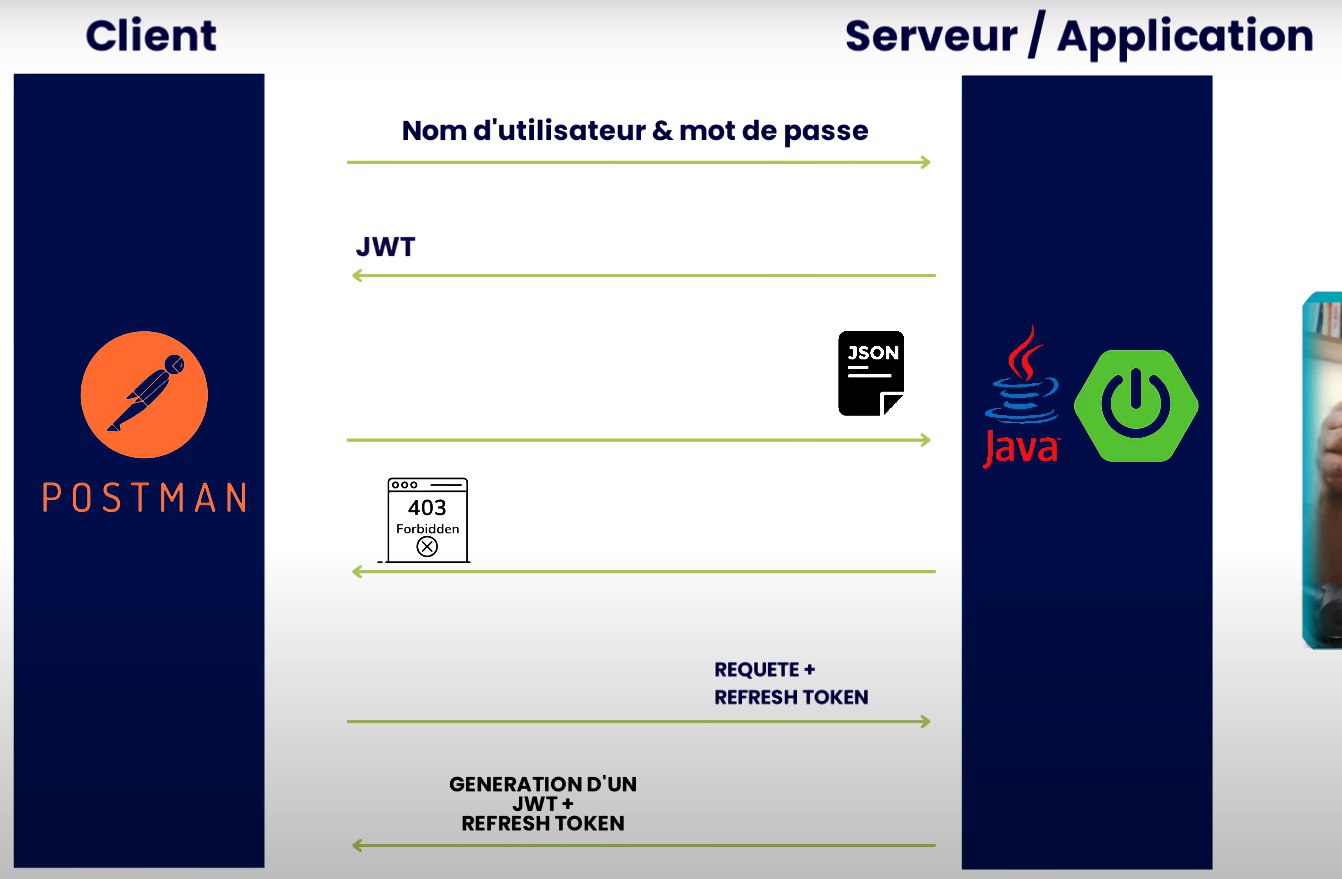 Client
Serveur / Application
Nom d'utilisateur & mot de passe
JWT
JSON
Java
POSTMAN
403
Forbidden
REQUETE +
REFRESH TOKEN
GENERATION D'UN
JWT +
REFRESH TOKEN